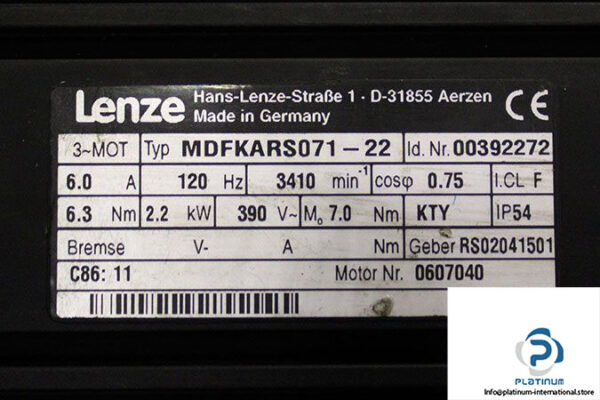 Lenze Hans-Lenze-Straße 1 · D-31855 Aerzen CE
Made in Germany
3~MOT Typ MDFKARS071-22 Id. Nr. 00392272
6.0 A 120 Hz 3410 min⁻¹ cosφ 0.75 I.CL F
6.3 Nm 2.2 kW 390 V~ M₀ 7.0 Nm KTY IP54
Bremse V- A Nm Geber RS02041501
C86: 11 Motor Nr. 0607040
PLATINUM
Info@platinum-international.store